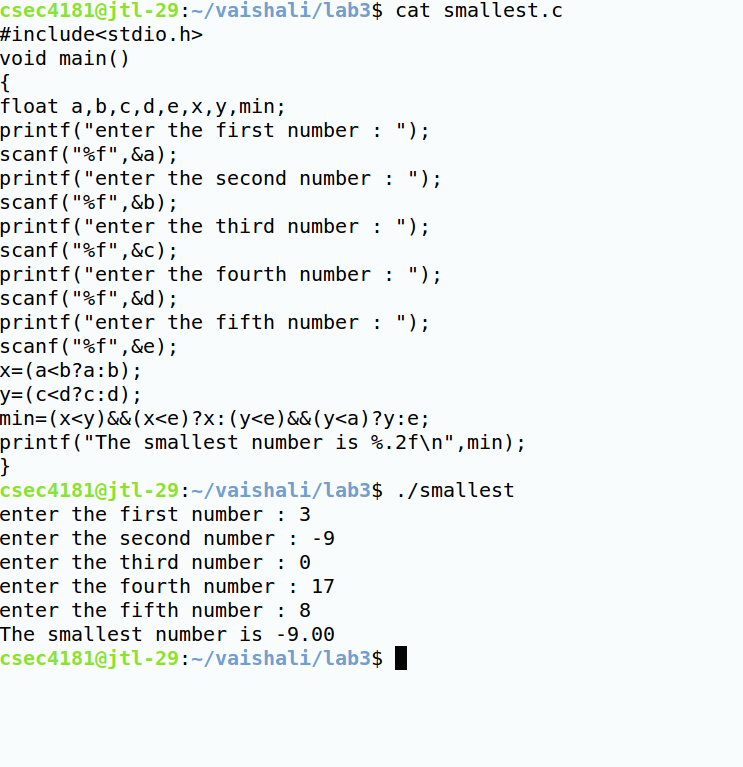 csec4181@jtl-29:~/vaishali/lab3$ cat smallest.c
#include<stdio.h>
void main()
{
float a,b,c,d,e,x,y,min;
printf("enter the first number : ");
scanf("%f",&a);
printf("enter the second number : ");
scanf("%f",&b);
printf("enter the third number : ");
scanf("%f",&c);
printf("enter the fourth number : ");
scanf("%f",&d);
printf("enter the fifth number : ");
scanf("%f",&e);
x=(a<b?a:b);
y=(c<d?c:d);
min=(x<y)&&(x<e)?x:(y<e)&&(y<a)?y:e;
printf("The smallest number is %.2f\n",min);
}
csec4181@jtl-29:~/vaishali/lab3$ ./smallest
enter the first number : 3
enter the second number : -9
enter the third number : 0
enter the fourth number : 17
enter the fifth number : 8
The smallest number is -9.00
csec4181@jtl-29:~/vaishali/lab3$